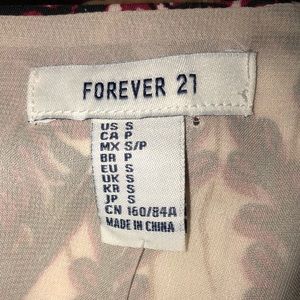 FOREVER 21
US S
CA P
MX S/P
BR P
EU S
UK S
KR S
JP S
CN 160/84A
MADE IN CHINA